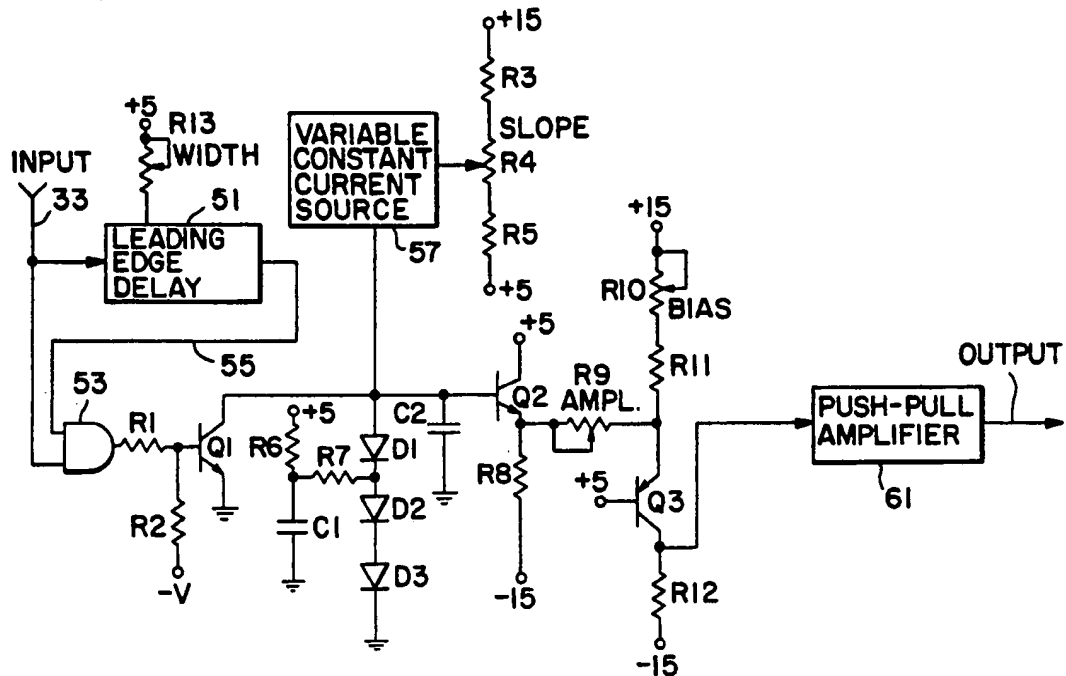 +15
R3
+5
R13
WIDTH
VARIABLE
CONSTANT
CURRENT
SOURCE
SLOPE
R4
INPUT
33
51
LEADING
EDGE
DELAY
57
R5
+5
+15
R10
BIAS
+5
55
R11
OUTPUT
53
R1
Q1
+5
R6
R7
D1
C2
Q2
R9
AMPL.
PUSH-PULL
AMPLIFIER
61
R2
C1
D2
R8
+5
Q3
-V
D3
-15
R12
-15